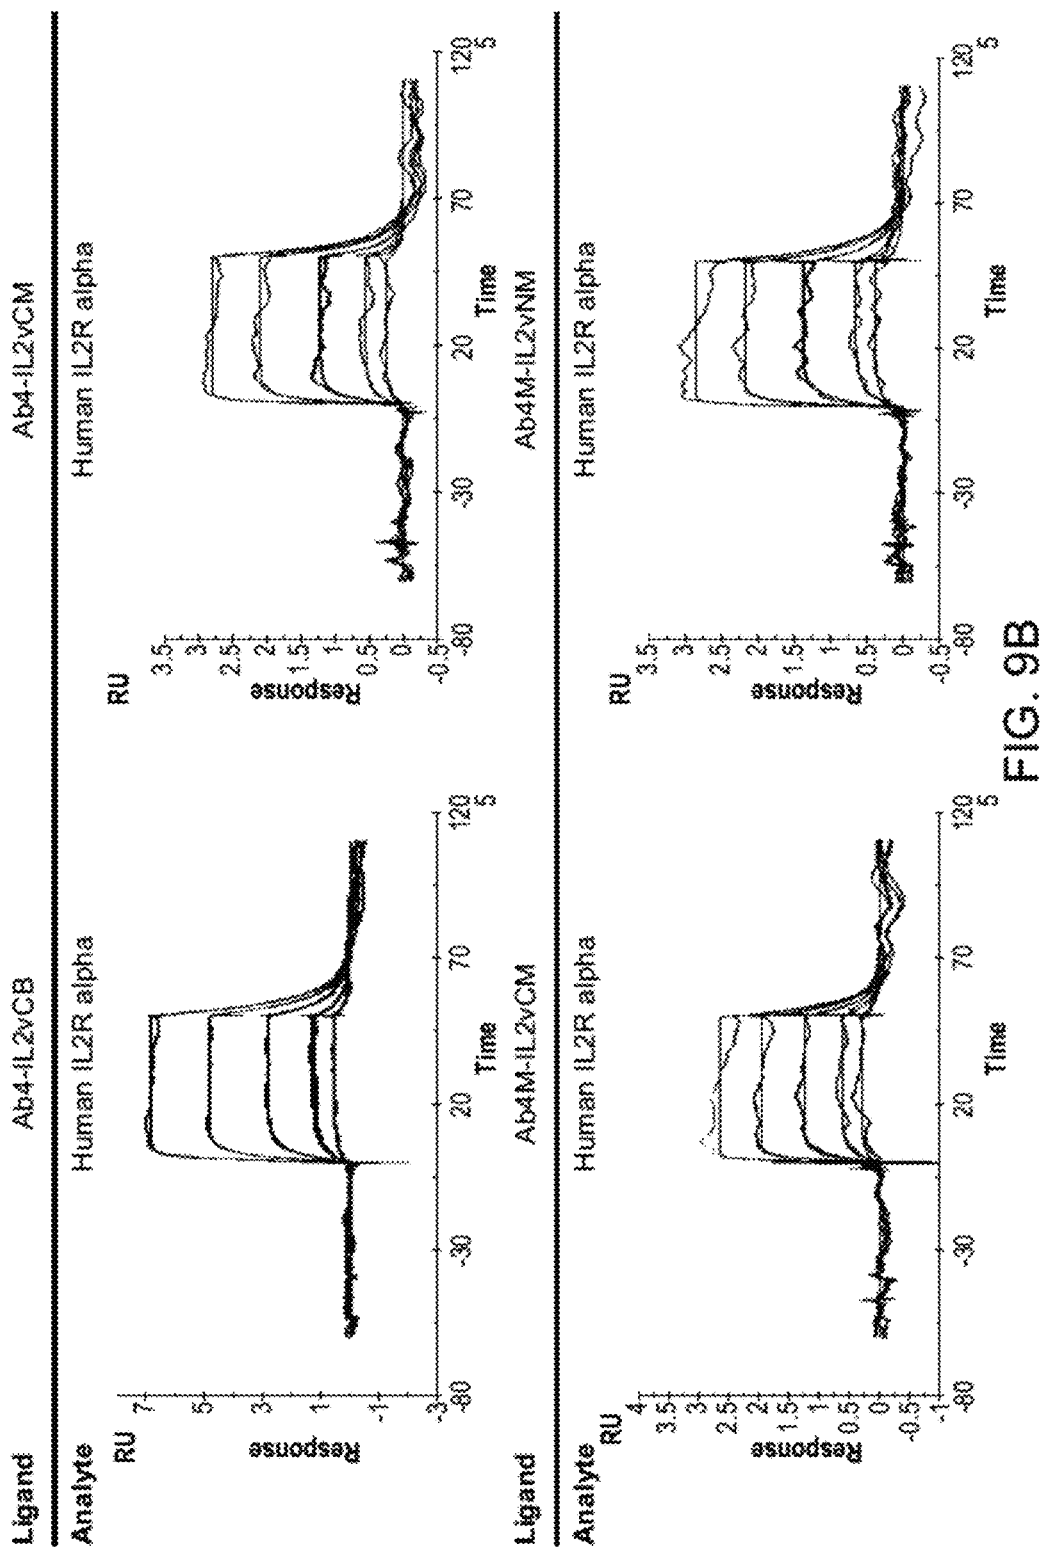 Ligand Ab4-IL2vCB Ab4-IL2vCM
Analyte Human IL2R alpha Human IL2R alpha
RU
7
5
3
1
-1
-3
Response
-80 -30 20 70 120
Time
5
RU
3.5
3
2.5
2
1.5
1
0.5
0
-0.5
Response
-80 -30 20 70 120
Time
5
Ligand Ab4M-IL2vCM Ab4M-IL2vNM
Analyte Human IL2R alpha Human IL2R alpha
RU
4
3.5
3
2.5
2
1.5
1
0.5
0
-0.5
-1
Response
-80 -30 20 70 120
Time
5
RU
3.5
3
2.5
2
1.5
1
0.5
0
-0.5
Response
-80 -30 20 70 120
Time
5
FIG. 9B